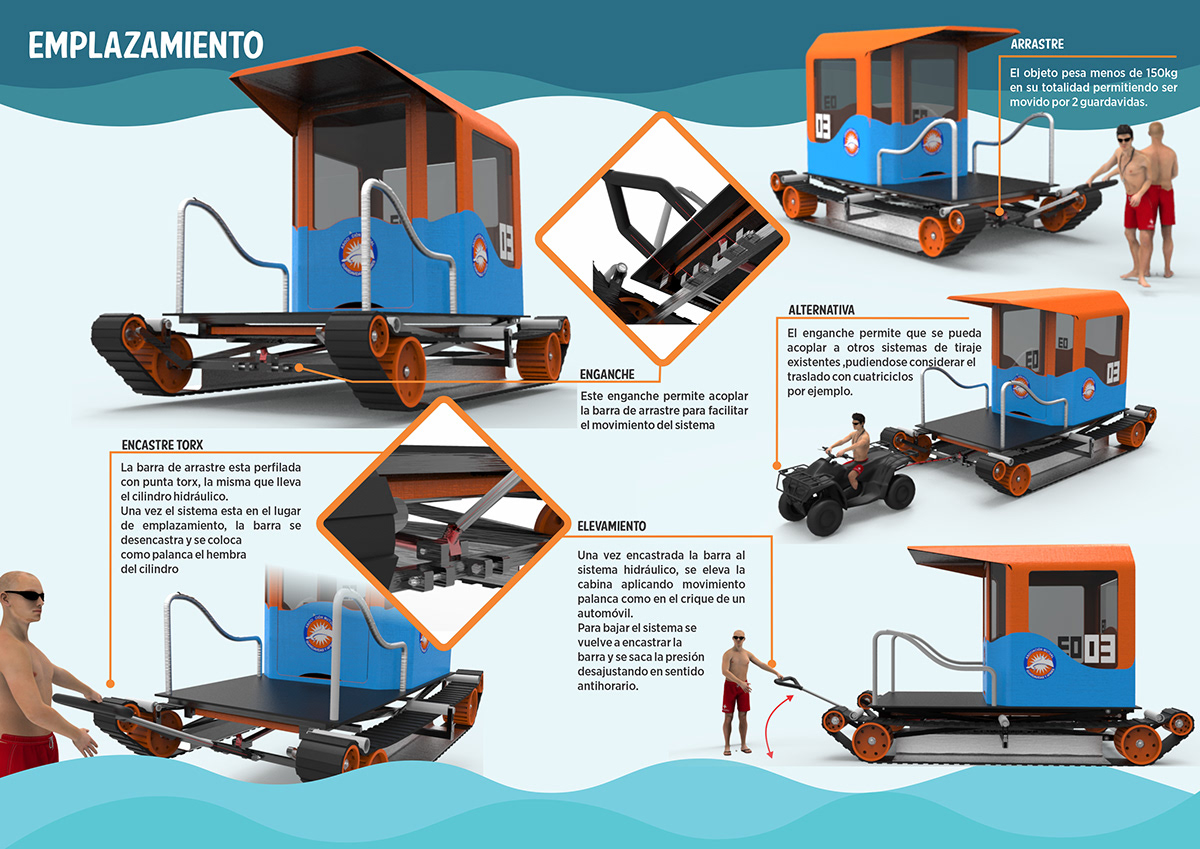 EMPLAZAMIENTO
ARRASTRE
El objeto pesa menos de 150kg
en su totalidad permitiendo ser
movido por 2 guardavidas.
EO
03
03
ENGANCHE
Este enganche permite acoplar
la barra de arrastre para facilitar
el movimiento del sistema
ALTERNATIVA
El enganche permite que se pueda
acoplar a otros sistemas de tiraje
existentes ,pudiendose considerar el
traslado con cuatriciclos
por ejemplo.
EO
EO
03
ENCASTRE TORX
La barra de arrastre esta perfilada
con punta torx, la misma que lleva
el cilindro hidráulico.
Una vez el sistema esta en el lugar
de emplazamiento, la barra se
desencastra y se coloca
como palanca el hembra
del cilindro
ELEVAMIENTO
Una vez encastrada la barra al
sistema hidráulico, se eleva la
cabina aplicando movimiento
palanca como en el crique de un
automóvil.
Para bajar el sistema se
vuelve a encastrar la
barra y se saca la presión
desajustando en sentido
antihorario.
EO
03